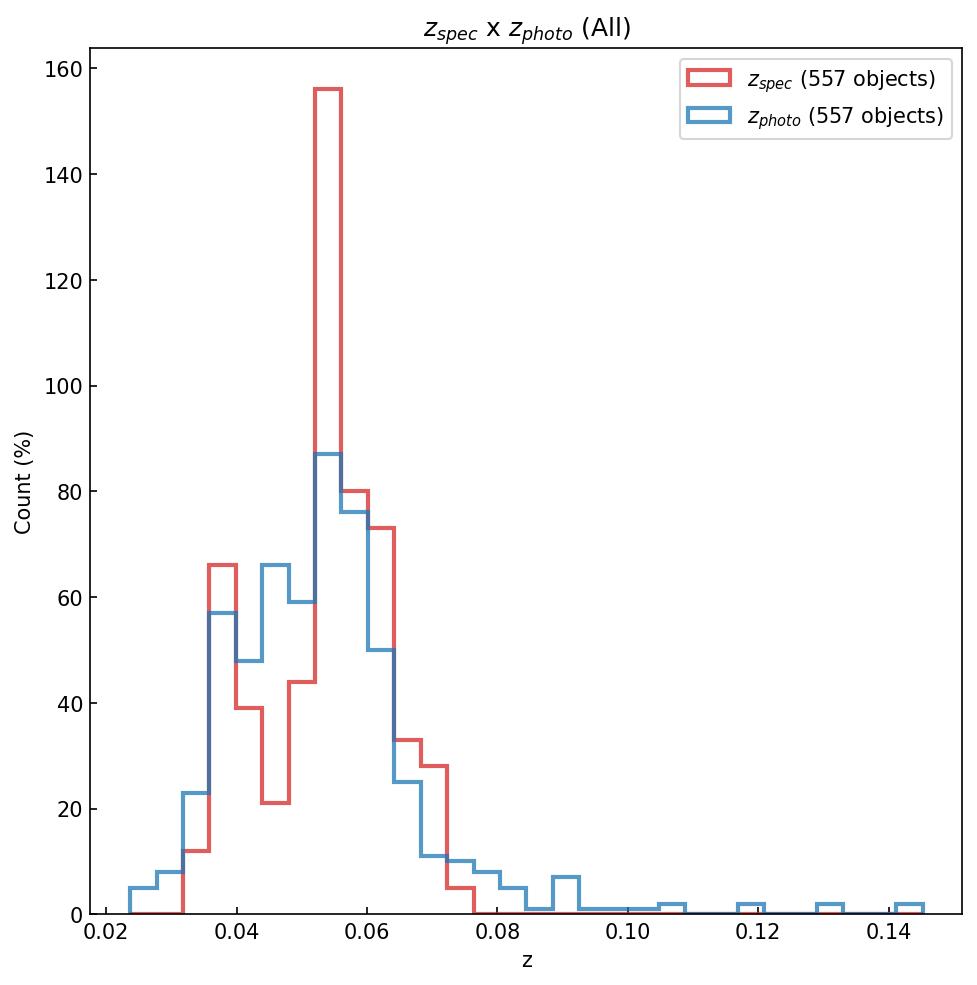 z_spec x z_photo (All)
z_spec (557 objects)
z_photo (557 objects)
160
140
120
100
80
60
40
20
0
Count (%)
0.02 0.04 0.06 0.08 0.10 0.12 0.14
z